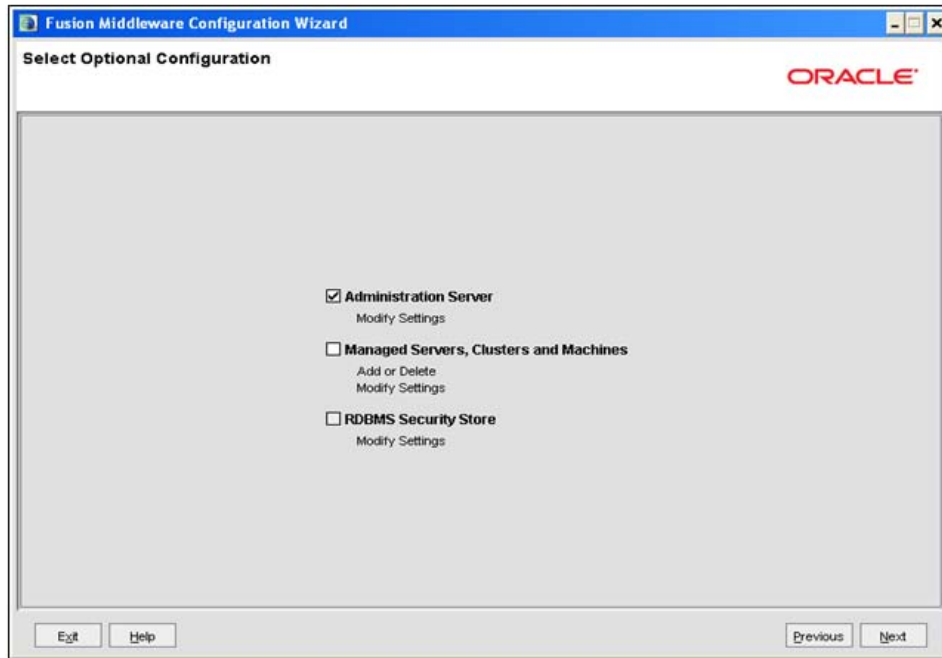 Fusion Middleware Configuration Wizard
Select Optional Configuration
ORACLE
Administration Server
Modify Settings
Managed Servers, Clusters and Machines
Add or Delete
Modify Settings
RDBMS Security Store
Modify Settings
Exit Help Previous Next